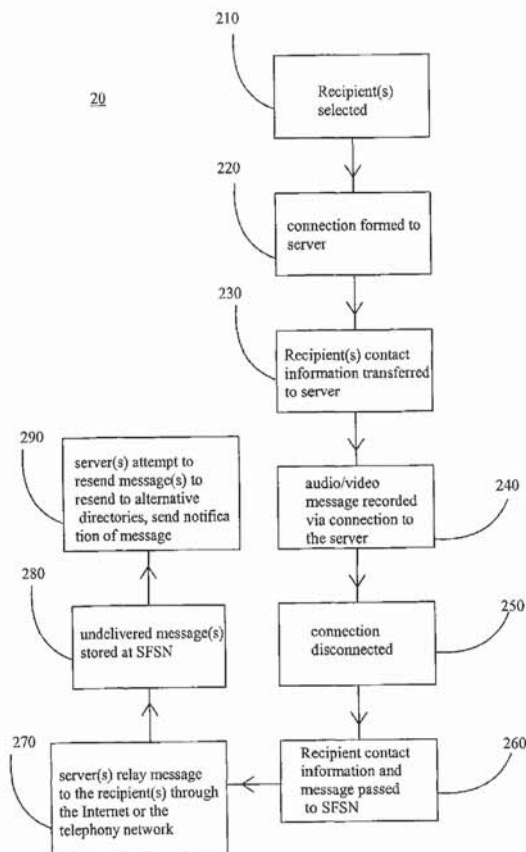 210
20
Recipient(s)
selected
220
connection formed to
server
230
Recipient(s) contact
information transferred
to server
290
server(s) attempt to
resend message(s) to
resend to alternative
directories, send notifica
tion of message
audio/video
message recorded
via connection to
the server
240
280
undelivered message(s)
stored at SFSN
250
connection
disconnected
270
server(s) relay message
to the recipient(s) through
the Internet or the
telephony network
Recipient contact
information and
message passed
to SFSN
260